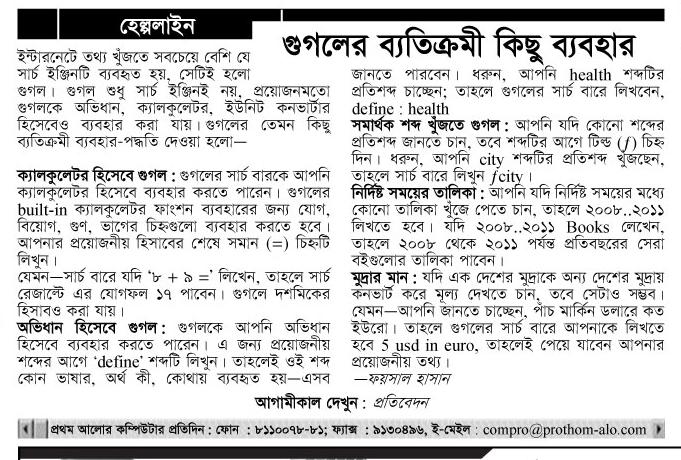 হেল্পলাইন
গুগলের ব্যতিক্রমী কিছু ব্যবহার
ইন্টারনেটে তথ্য খুঁজতে সবচেয়ে বেশি যে
সার্চ ইঞ্জিনটি ব্যবহৃত হয়, সেটিই হলো
গুগল। গুগল শুধু সার্চ ইঞ্জিনই নয়, প্রয়োজনমতো
গুগলকে অভিধান, ক্যালকুলেটর, ইউনিট কনভার্টার
হিসেবেও ব্যবহার করা যায়। গুগলের তেমন কিছু
ব্যতিক্রমী ব্যবহার-পদ্ধতি দেওয়া হলো—
ক্যালকুলেটর হিসেবে গুগল : গুগলের সার্চ বারকে আপনি
ক্যালকুলেটর হিসেবে ব্যবহার করতে পারেন। গুগলের
built-in ক্যালকুলেটর ফাংশন ব্যবহারের জন্য যোগ,
বিয়োগ, গুণ, ভাগের চিহ্নগুলো ব্যবহার করতে হবে।
আপনার প্রয়োজনীয় হিসাবের শেষে সমান (=) চিহ্নটি
লিখুন।
যেমন—সার্চ বারে যদি ‘৮ + ৯ =’ লিখেন, তাহলে সার্চ
রেজাল্টে এর যোগফল ১৭ পাবেন। গুগলে দশমিকের
হিসাবও করা যায়।
অভিধান হিসেবে গুগল : গুগলকে আপনি অভিধান
হিসেবে ব্যবহার করতে পারেন। এ জন্য প্রয়োজনীয়
শব্দের আগে ‘define’ শব্দটি লিখুন। তাহলেই ওই শব্দ
কোন ভাষার, অর্থ কী, কোথায় ব্যবহৃত হয়—এসব
জানতে পারবেন। ধরুন, আপনি health শব্দটির
প্রতিশব্দ চাচ্ছেন; তাহলে গুগলের সার্চ বারে লিখবেন,
define : health
সমার্থক শব্দ খুঁজতে গুগল : আপনি যদি কোনো শব্দের
প্রতিশব্দ জানতে চান, তবে শব্দটির আগে টিল্ড (ƒ) চিহ্ন
দিন। ধরুন, আপনি city শব্দটির প্রতিশব্দ খুঁজছেন,
তাহলে সার্চ বারে লিখুন ƒcity।
নির্দিষ্ট সময়ের তালিকা : আপনি যদি নির্দিষ্ট সময়ের মধ্যে
কোনো তালিকা খুঁজে পেতে চান, তাহলে ২০০৮..২০১১
লিখতে হবে। যদি ২০০৮..২০১১ Books লেখেন,
তাহলে ২০০৮ থেকে ২০১১ পর্যন্ত প্রতিবছরের সেরা
বইগুলোর তালিকা পাবেন।
মুদ্রার মান : যদি এক দেশের মুদ্রাকে অন্য দেশের মুদ্রায়
কনভার্ট করে মূল্য দেখতে চান, তবে সেটাও সম্ভব।
যেমন—আপনি জানতে চাচ্ছেন, পাঁচ মার্কিন ডলারে কত
ইউরো। তাহলে গুগলের সার্চ বারে আপনাকে লিখতে
হবে 5 usd in euro, তাহলেই পেয়ে যাবেন আপনার
প্রয়োজনীয় তথ্য।
—ফয়সাল হাসান
আগামীকাল দেখুন : প্রতিবেদন
প্রথম আলোর কম্পিউটার প্রতিদিন : ফোন : ৮১১০০৭৮-৮১; ফ্যাক্স : ৯১৩০৪৯৬, ই-মেইল : compro@prothom-alo.com